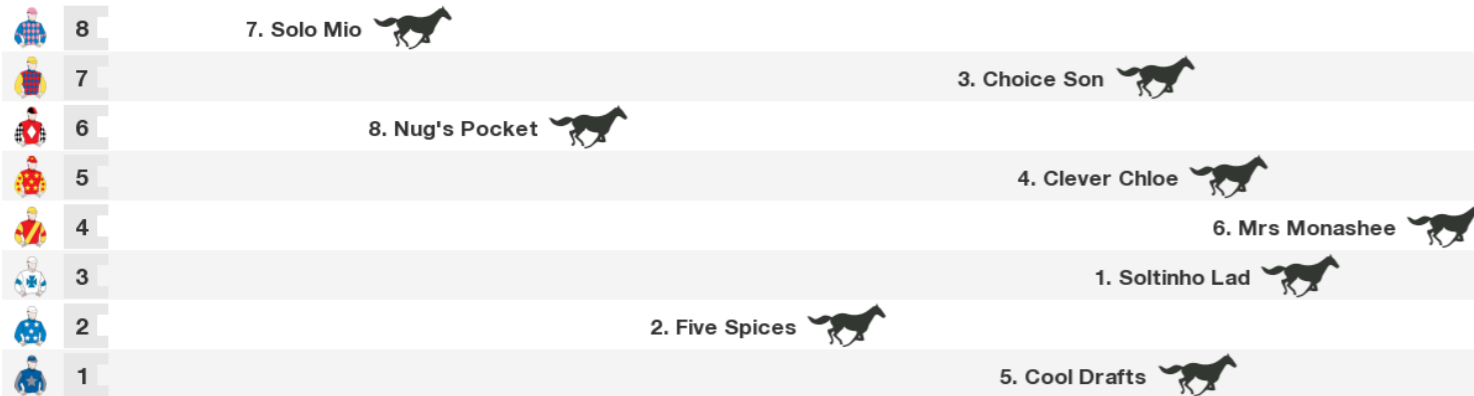 8 7. Solo Mio
7 3. Choice Son
6 8. Nug's Pocket
5 4. Clever Chloe
4 6. Mrs Monashee
3 1. Soltinho Lad
2 2. Five Spices
1 5. Cool Drafts